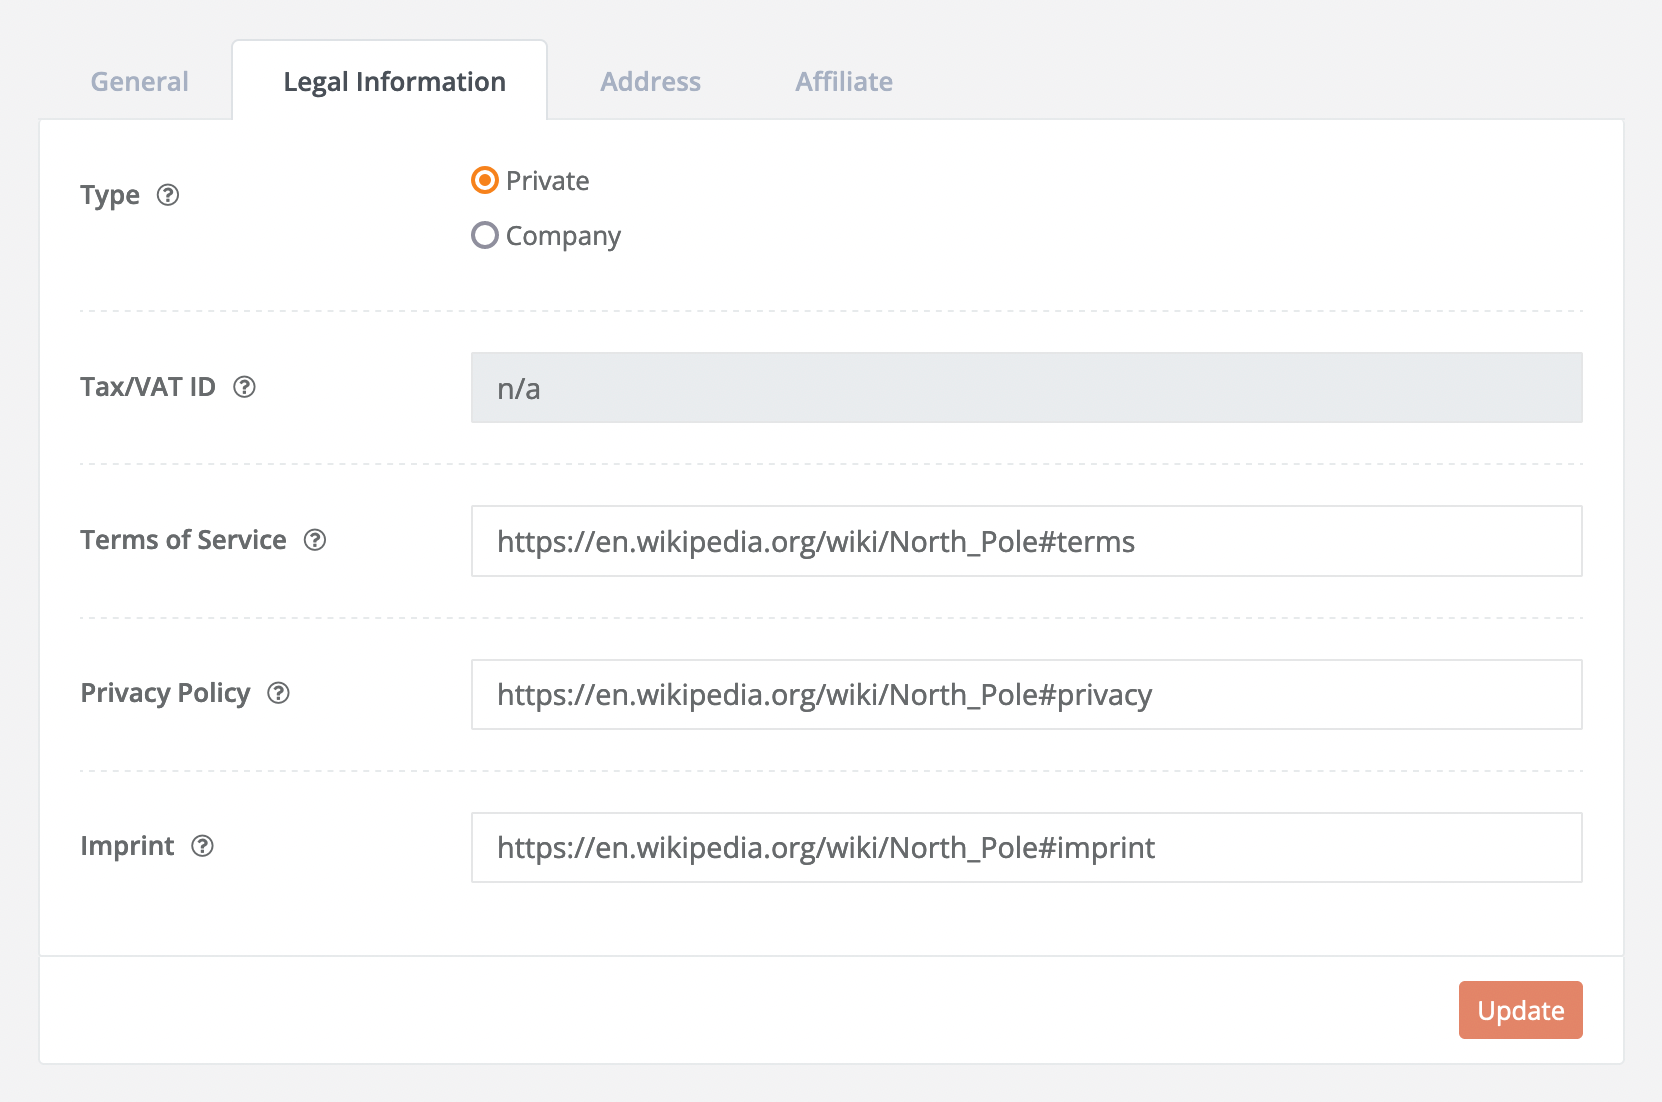 General
Legal Information
Address
Affiliate
Type ?
Private
Company
Tax/VAT ID ?
n/a
Terms of Service ?
https://en.wikipedia.org/wiki/North_Pole#terms
Privacy Policy ?
https://en.wikipedia.org/wiki/North_Pole#privacy
Imprint ?
https://en.wikipedia.org/wiki/North_Pole#imprint
Update